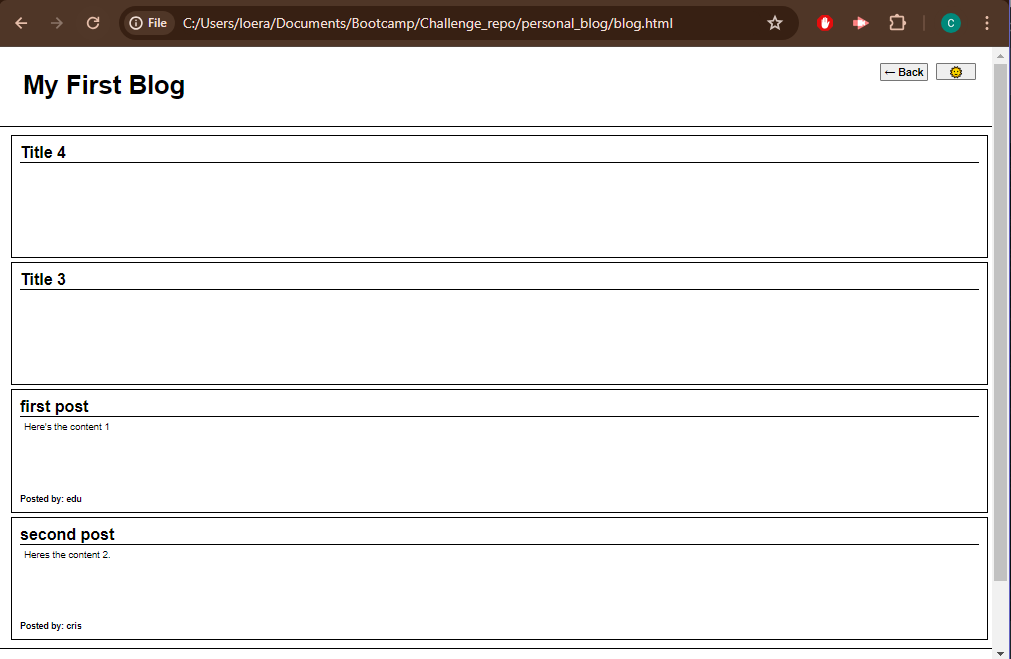 File C:/Users/loera/Documents/Bootcamp/Challenge_repo/personal_blog/blog.html C
My First Blog
← Back
Title 4
Title 3
first post
Here's the content 1
Posted by: edu
second post
Heres the content 2.
Posted by: cris